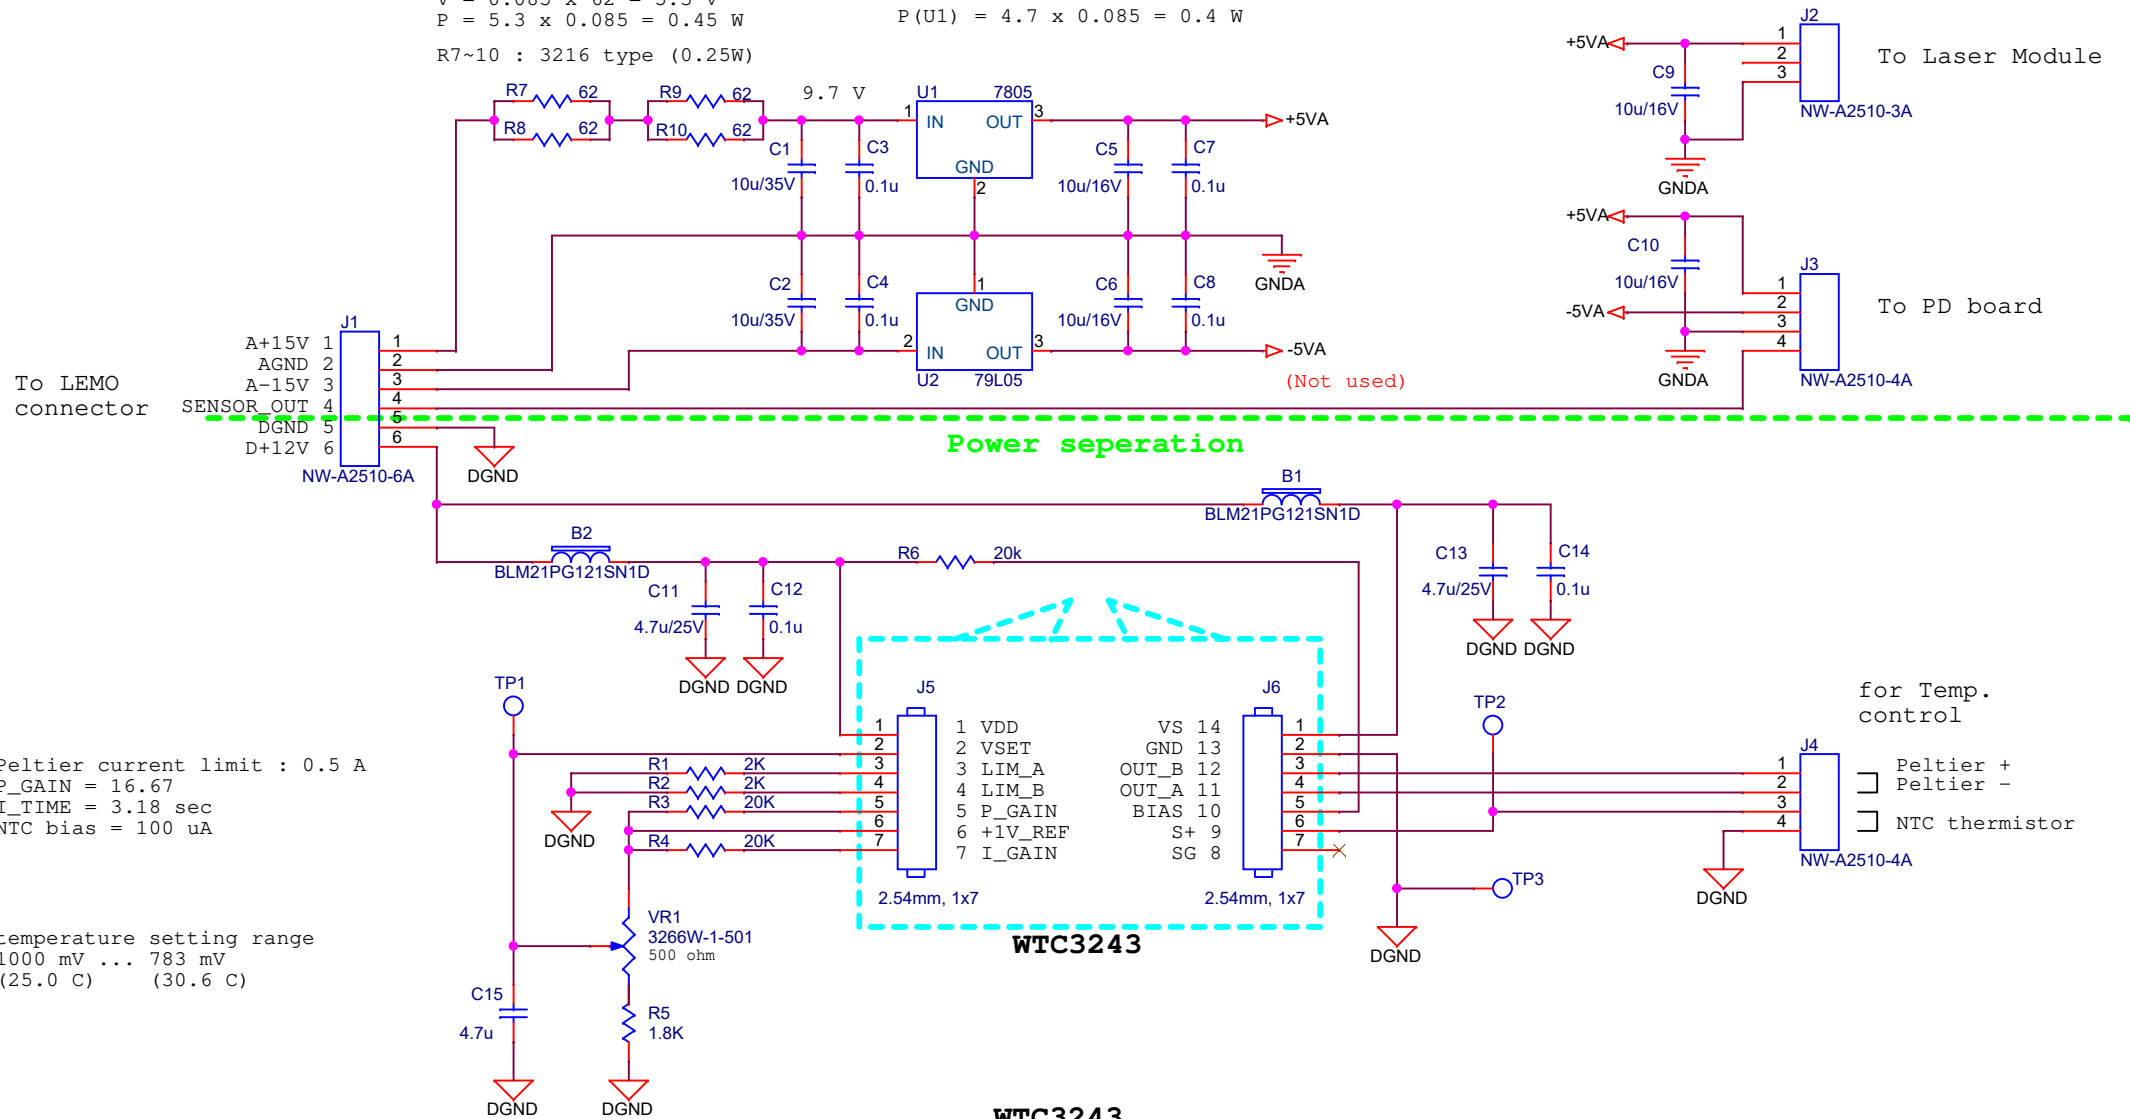 V = 0.085 x 62 = 5.3 V
P = 5.3 x 0.085 = 0.45 W
P(U1) = 4.7 x 0.085 = 0.4 W
R7~10 : 3216 type (0.25W)
R7 62
R8 62
R9 62
R10 62
9.7 V
U1 7805
1 IN OUT 3
GND
2
+5VA
C1
10u/35V
C3
0.1u
C5
10u/16V
C7
0.1u
GNDA
C2
10u/35V
C4
0.1u
C6
10u/16V
C8
0.1u
1
GND
2 IN OUT 3
U2 79L05
-5VA
(Not used)
J2
+5VA
1
2
3
To Laser Module
C9
10u/16V
NW-A2510-3A
GNDA
+5VA
C10
10u/16V
J3
-5VA
1
2
3
4
To PD board
GNDA
NW-A2510-4A
To LEMO
connector
J1
A+15V 1 1
AGND 2 2
A-15V 3 3
SENSOR_OUT 4 4
DGND 5 5
D+12V 6 6
NW-A2510-6A
DGND
Power seperation
B1
BLM21PG121SN1D
B2
BLM21PG121SN1D
R6 20k
C11
4.7u/25V
C12
0.1u
DGND DGND
C13
4.7u/25V
C14
0.1u
DGND DGND
TP1
J5
J6
1 1 VDD VS 14 1
2 2 VSET GND 13 2
3 3 LIM_A OUT_B 12 3
4 4 LIM_B OUT_A 11 4
5 5 P_GAIN BIAS 10 5
6 6 +1V_REF S+ 9 6
7 7 I_GAIN SG 8 7
R1 2K
R2 2K
R3 20K
R4 20K
DGND
2.54mm, 1x7
2.54mm, 1x7
WTC3243
TP2
TP3
DGND
for Temp.
control
J4
1 Peltier +
2 Peltier -
3
4 NTC thermistor
NW-A2510-4A
DGND
Peltier current limit : 0.5 A
P_GAIN = 16.67
I_TIME = 3.18 sec
NTC bias = 100 uA
temperature setting range
1000 mV ... 783 mV
(25.0 C) (30.6 C)
VR1
3266W-1-501
500 ohm
C15
4.7u
R5
1.8K
DGND
DGND
WTC3243